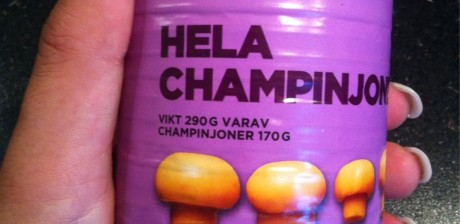 HELA
CHAMPINJON
VIKT 290G VARAV
CHAMPINJONER 170G